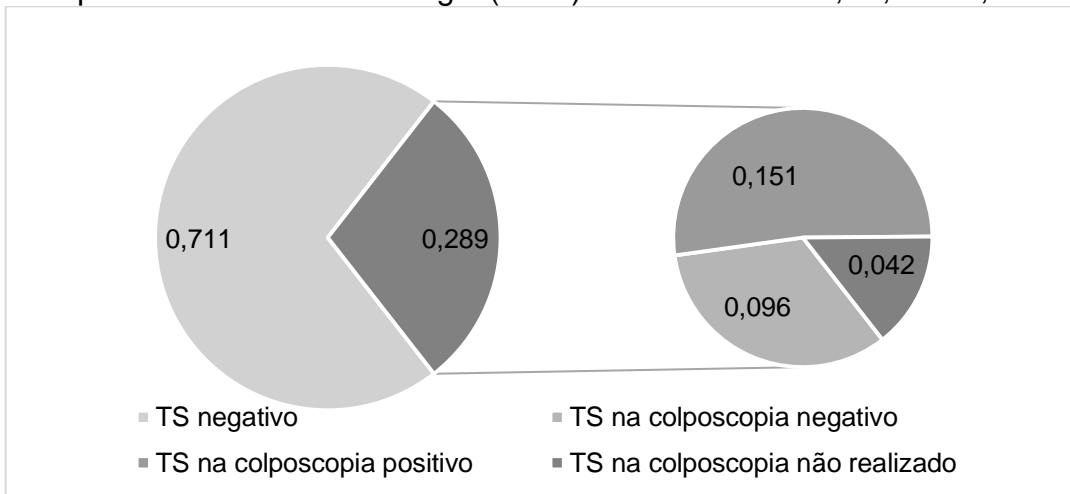 0,711
0,289
0,151
0,042
0,096
TS negativo
TS na colposcopia negativo
TS na colposcopia positivo
TS na colposcopia não realizado